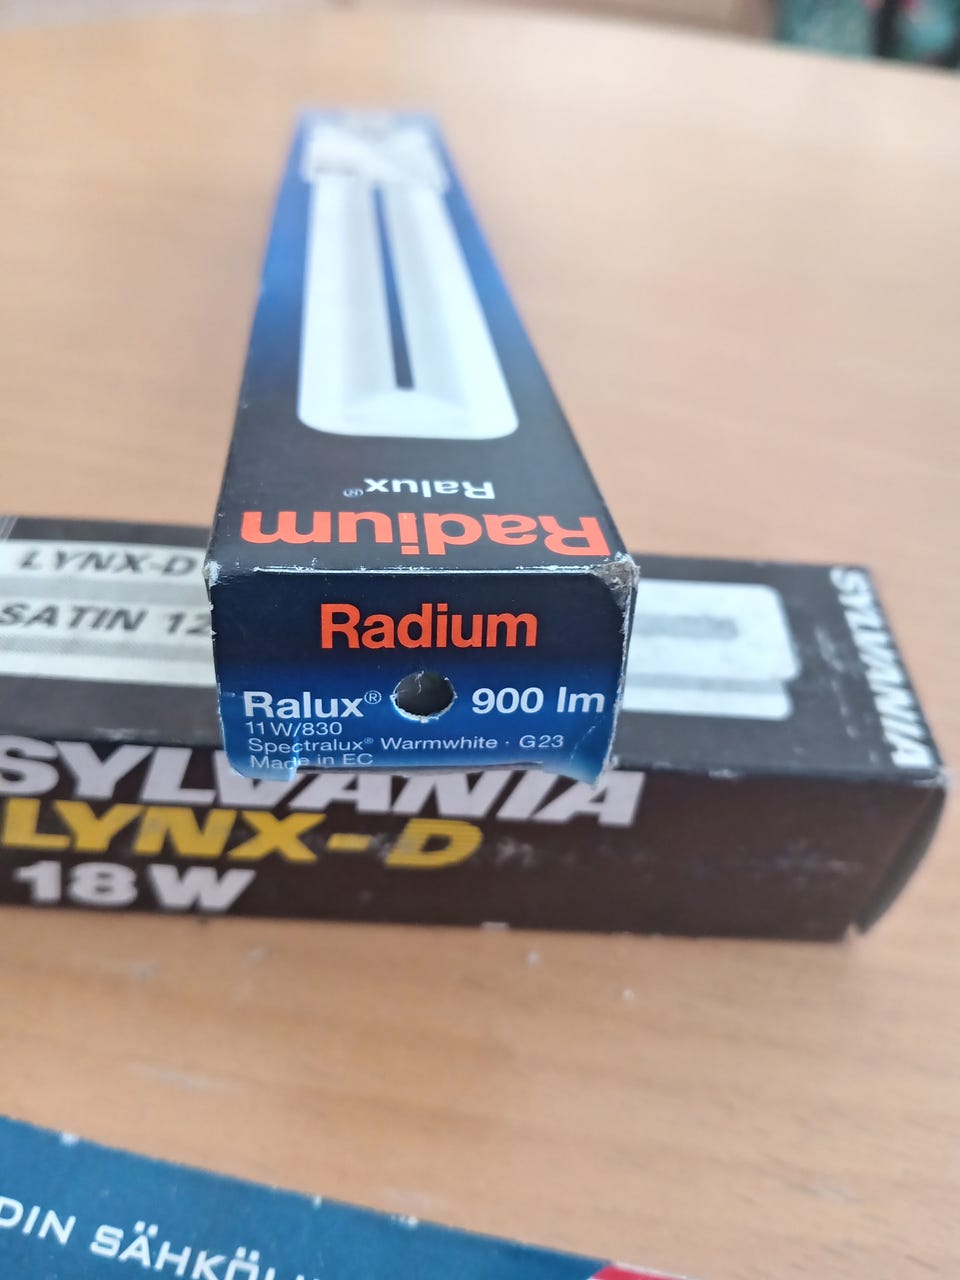 Ralux®
Radium
Radium
Ralux® 900 lm
11W/830
Spectralux® Warmwhite · G23
Made in EC
LYNX-D
SATIN 12
SYLVANIA
SYLVANIA
LYNX-D
18W
DIN SÄHKÖ